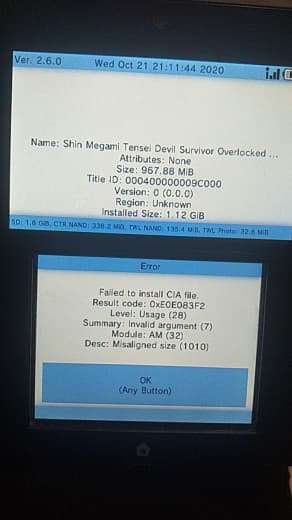 Ver. 2.6.0 Wed Oct 21 21:11:44 2020
Name: Shin Megami Tensei Devil Survivor Overlocked ...
Attributes: None
Size: 967.88 MiB
Title ID: 000400000009C000
Version: 0 (0.0.0)
Region: Unknown
Installed Size: 1.12 GiB
SD: 1.6 GiB, CTR NAND: 338.2 MiB, TWL NAND: 135.4 MiB, TWL Photo: 32.6 MiB
Error
Failed to install CIA file.
Result code: 0xE0E083F2
Level: Usage (28)
Summary: Invalid argument (7)
Module: AM (32)
Desc: Misaligned size (1010)
OK
(Any Button)